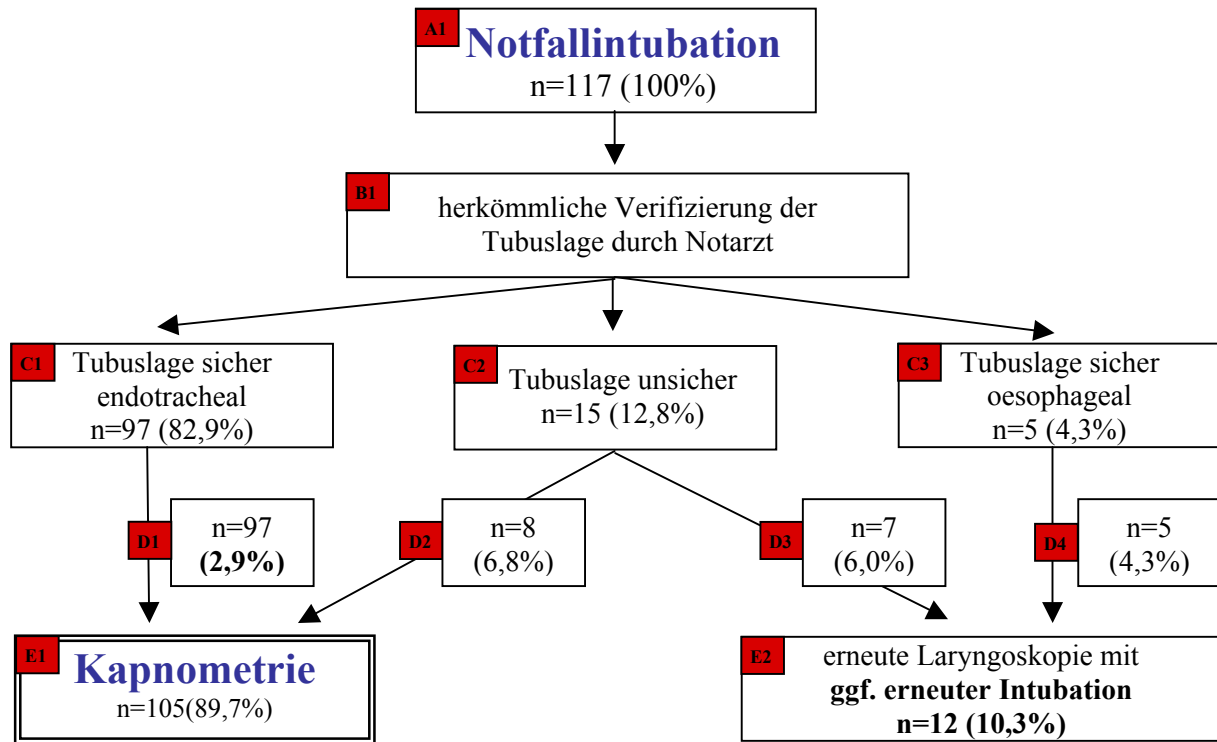 A1
Notfallintubation
n=117 (100%)
B1
herkömmliche Verifizierung der
Tubuslage durch Notarzt
C1
Tubuslage sicher
endotracheal
n=97 (82,9%)
C2
Tubuslage unsicher
n=15 (12,8%)
C3
Tubuslage sicher
oesophageal
n=5 (4,3%)
D1
n=97
(2,9%)
D2
n=8
(6,8%)
D3
n=7
(6,0%)
D4
n=5
(4,3%)
E1
Kapnometrie
n=105(89,7%)
E2
erneute Laryngoskopie mit
ggf. erneuter Intubation
n=12 (10,3%)